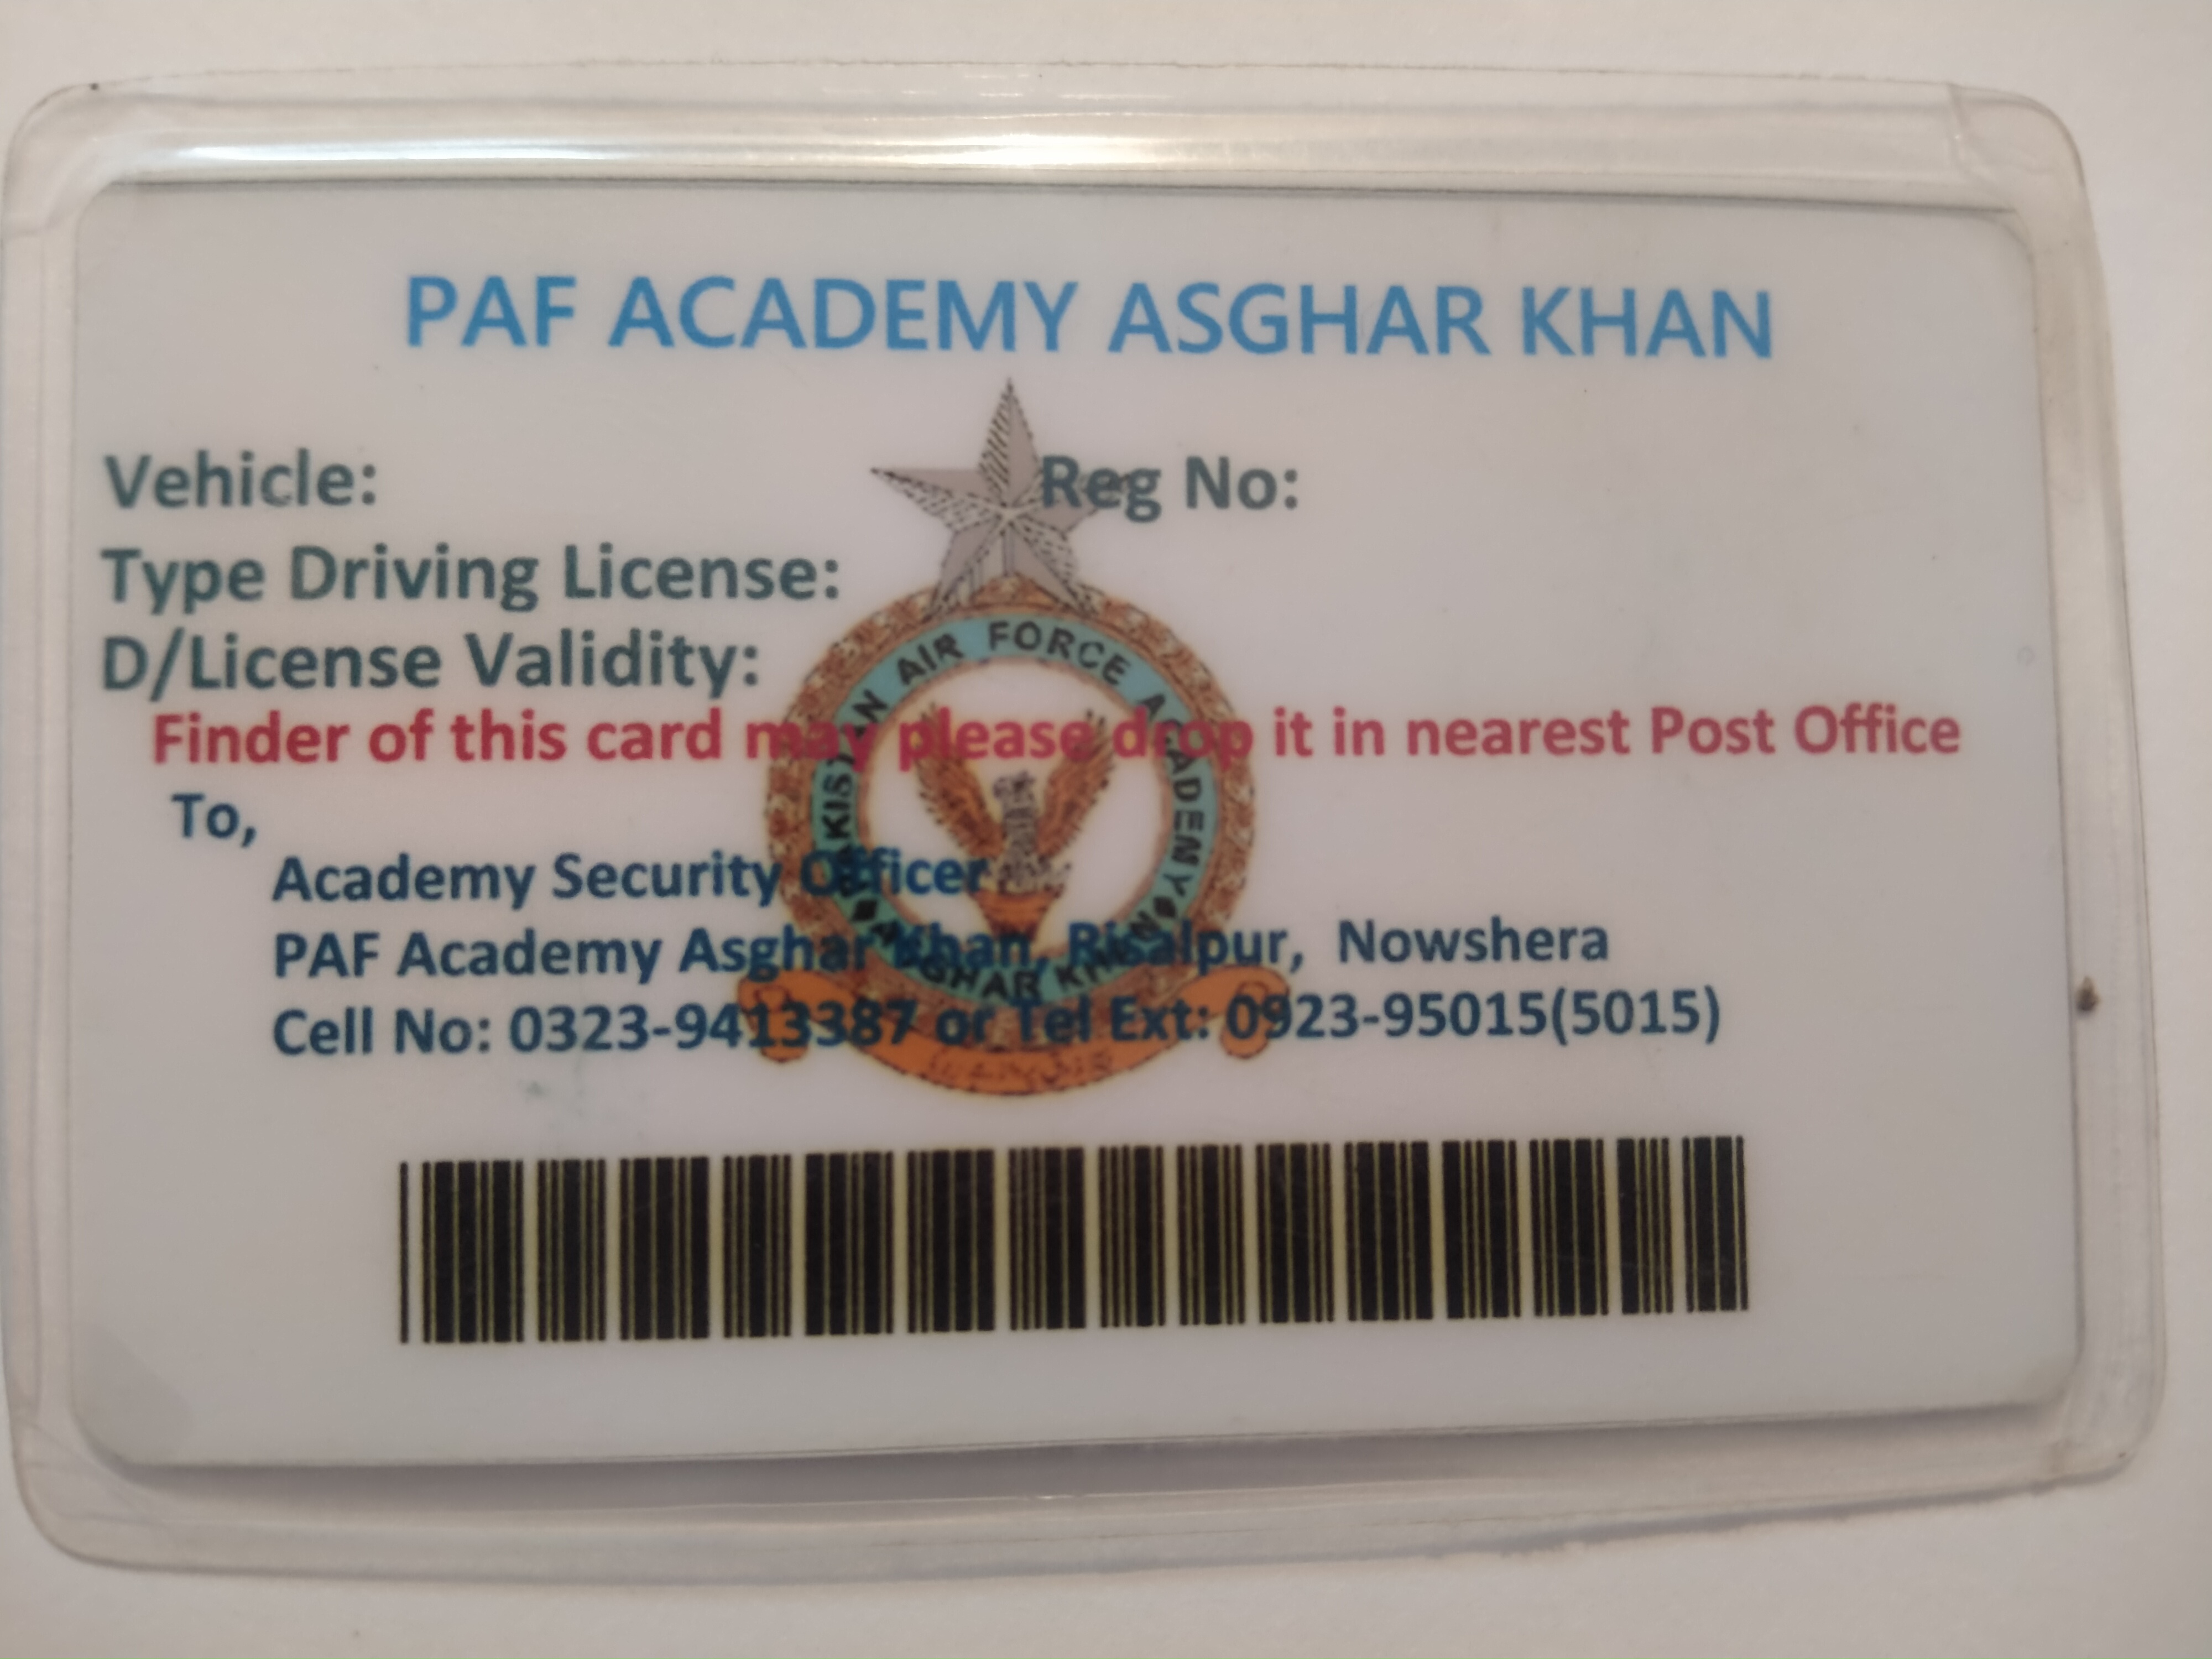 PAF ACADEMY ASGHAR KHAN
Vehicle: Reg No:
Type Driving License:
D/License Validity:
Finder of this card may please drop it in nearest Post Office
To,
Academy Security Officer
PAF Academy Asghar Khan, Risalpur, Nowshera
Cell No: 0323-9413387 or Tel Ext: 0923-95015(5015)
PAKISTAN AIR FORCE ACADEMY
ASGHAR KHAN